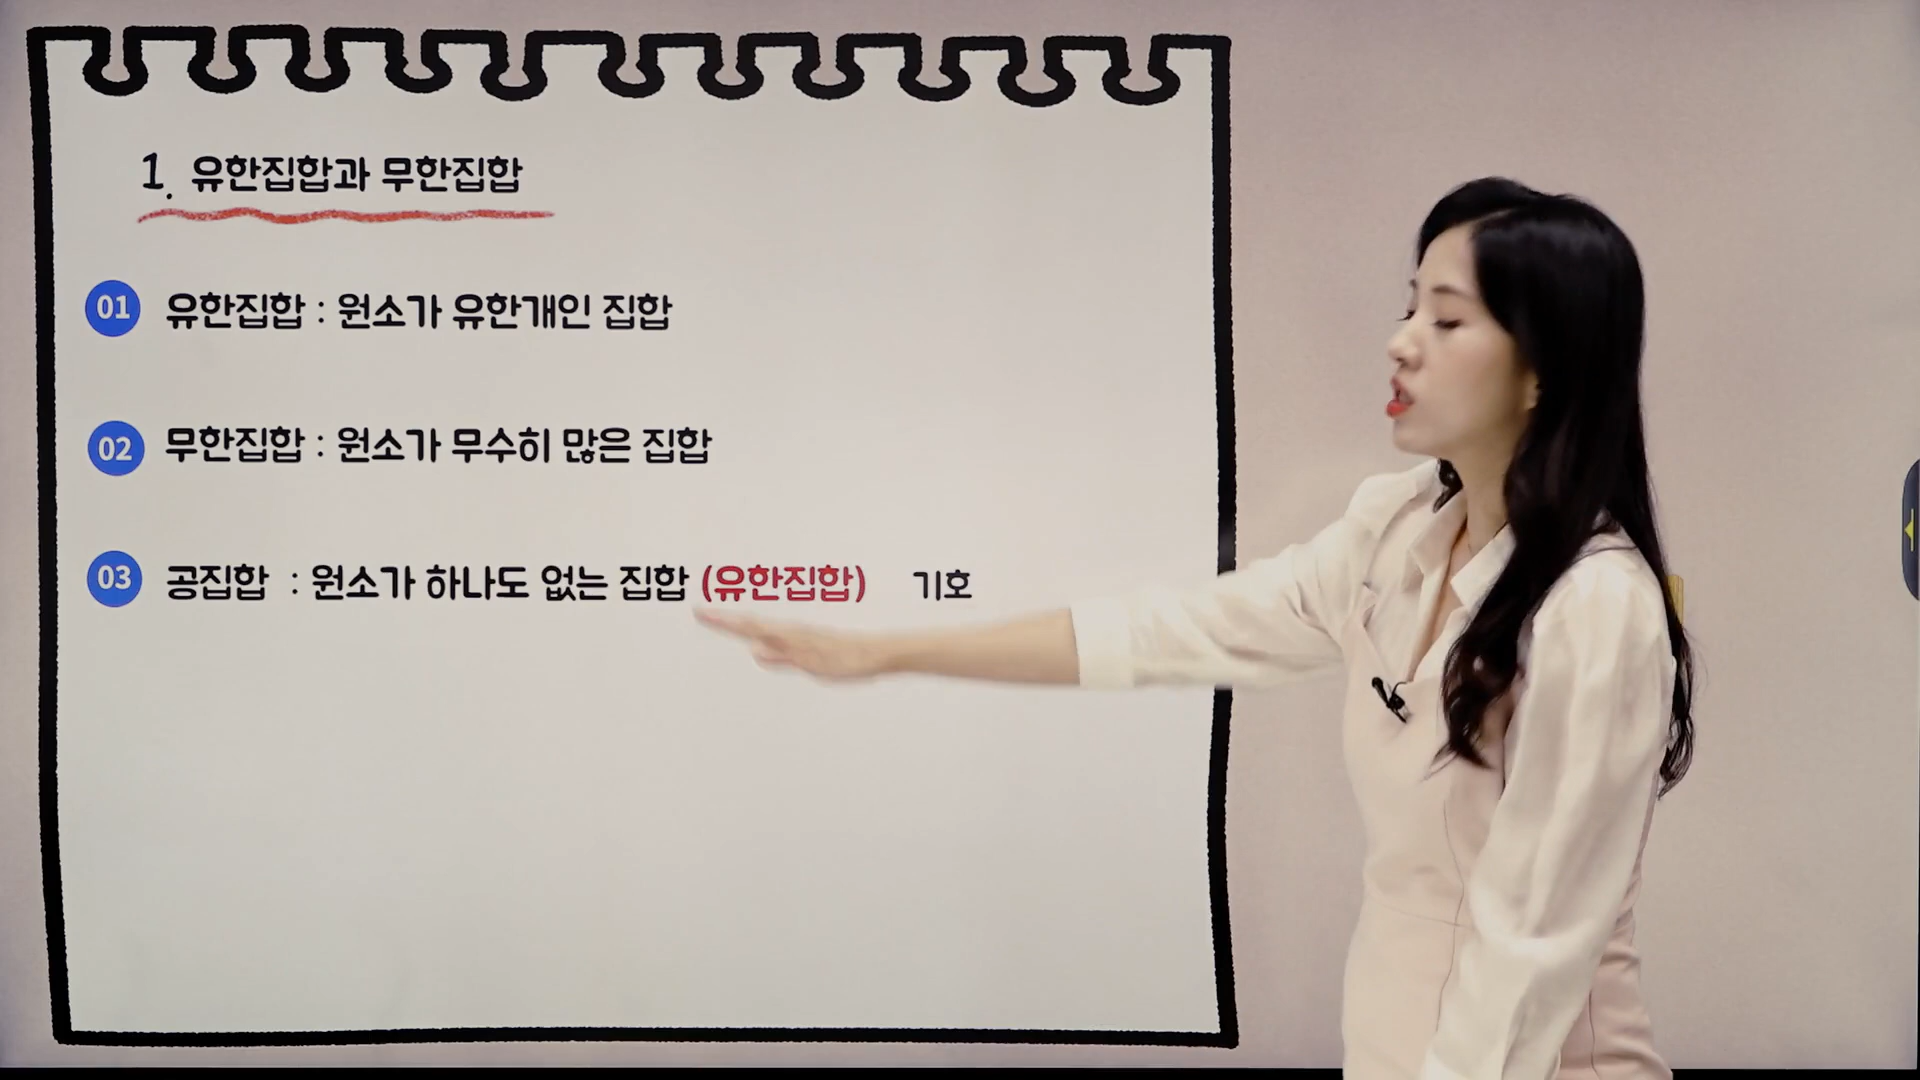 1. 유한집합과 무한집합
01 유한집합 : 원소가 유한개인 집합
02 무한집합 : 원소가 무수히 많은 집합
03 공집합 : 원소가 하나도 없는 집합 (유한집합) 기호